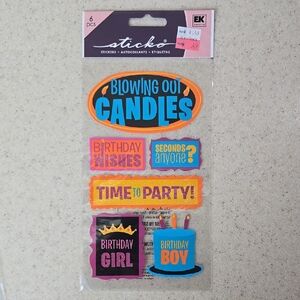 6
pcs
sticko
EK
STICKERS • AUTOCOLLANTS • ETIQUETAS
BLOWING OUT
CANDLES
BIRTHDAY
WISHES
SECONDS
anyone?
TIME TO PARTY!
BIRTHDAY
GIRL
BIRTHDAY
BOY